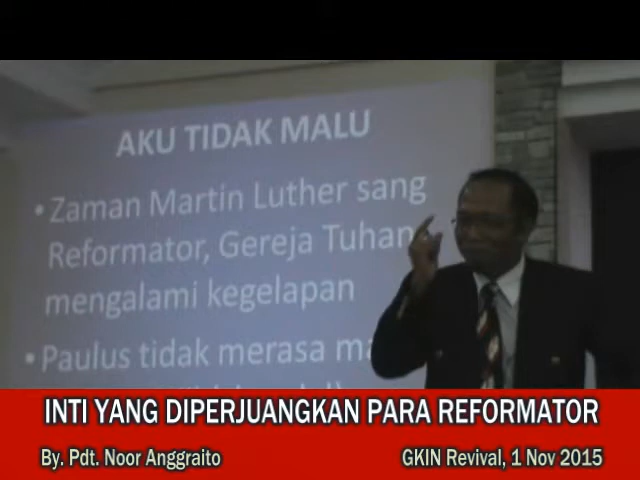 AKU TIDAK MALU
• Zaman Martin Luther sang
Reformator, Gereja Tuhan
mengalami kegelapan
• Paulus tidak merasa
INTI YANG DIPERJUANGKAN PARA REFORMATOR
By. Pdt. Noor Anggraito
GKIN Revival, 1 Nov 2015